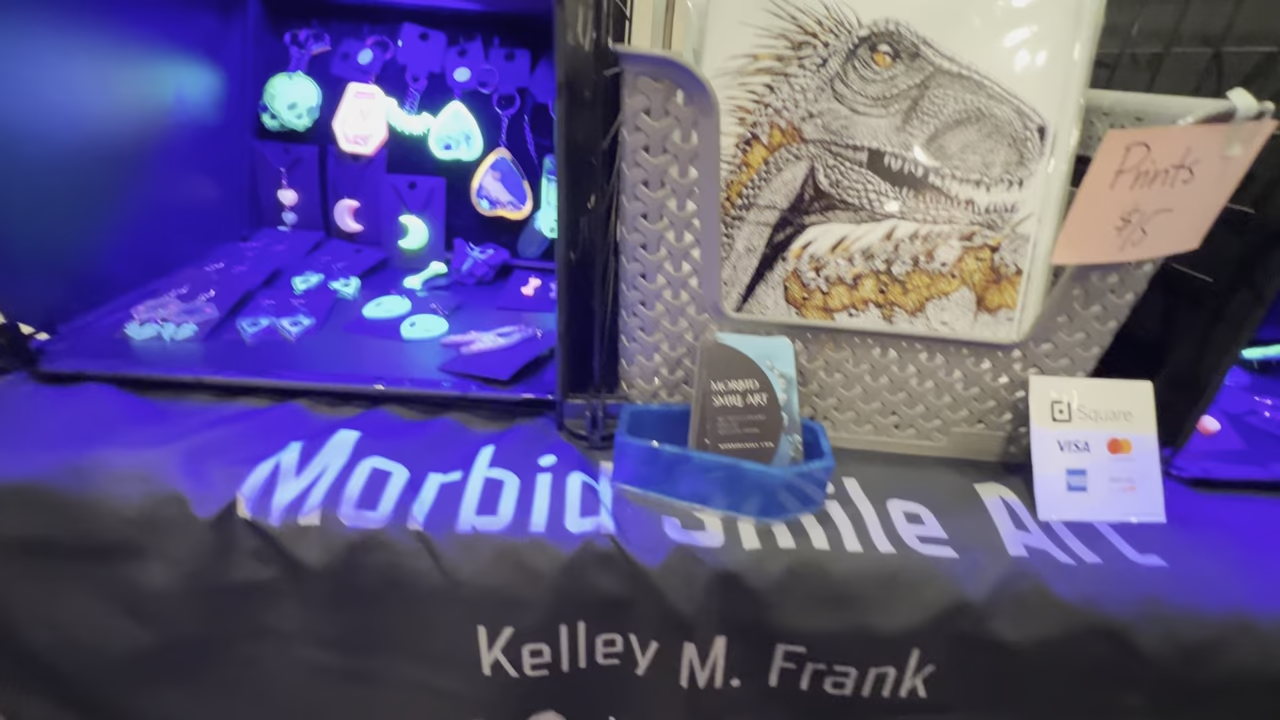 Prints
$15
MORBID
SMILE ART
Square
VISA
Morbid Smile Art
Kelley M. Frank